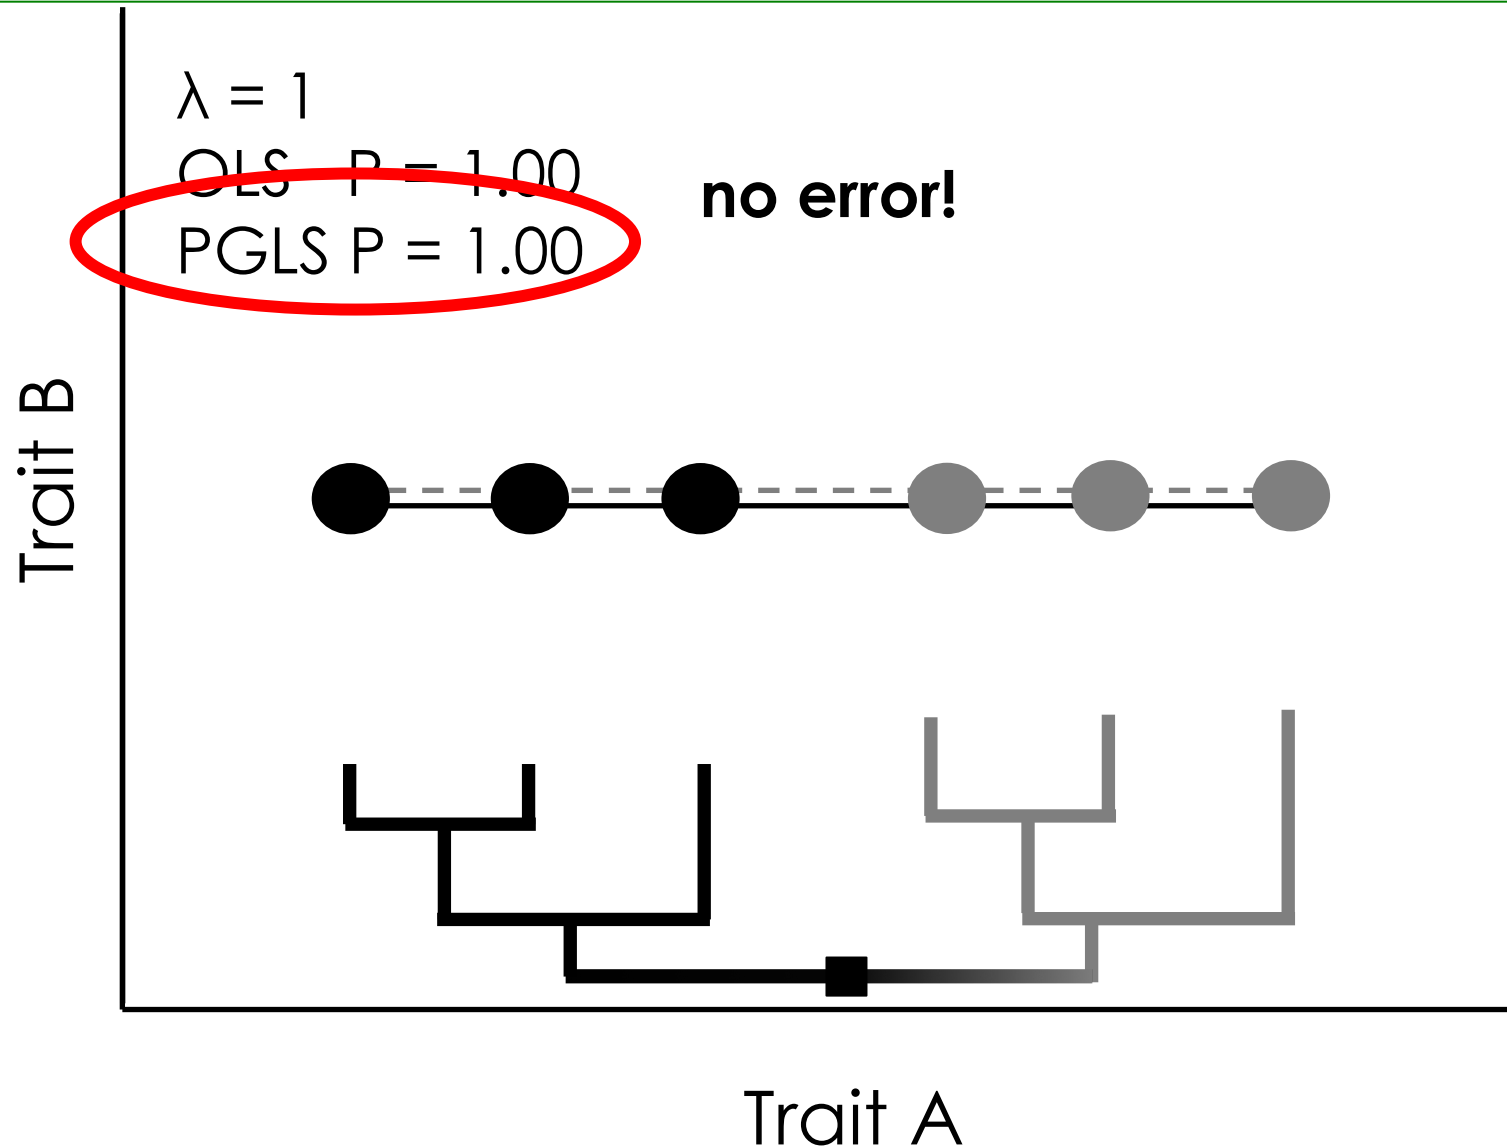 λ = 1
OLS P = 1.00
PGLS P = 1.00
no error!
Trait B
Trait A